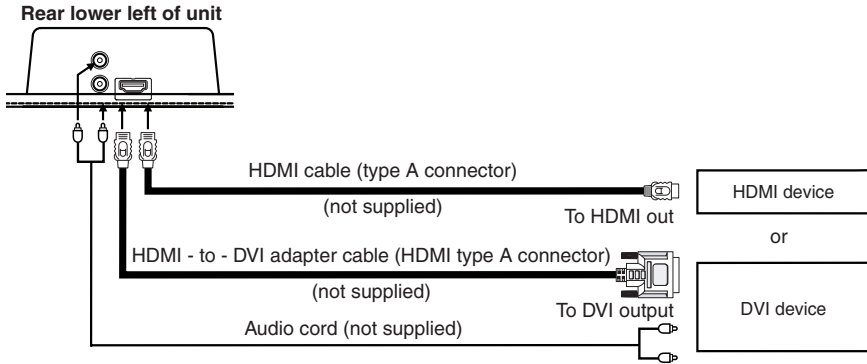 Rear lower left of unit
HDMI cable (type A connector)
(not supplied)
To HDMI out
HDMI device
or
HDMI - to - DVI adapter cable (HDMI type A connector)
(not supplied)
To DVI output
DVI device
Audio cord (not supplied)